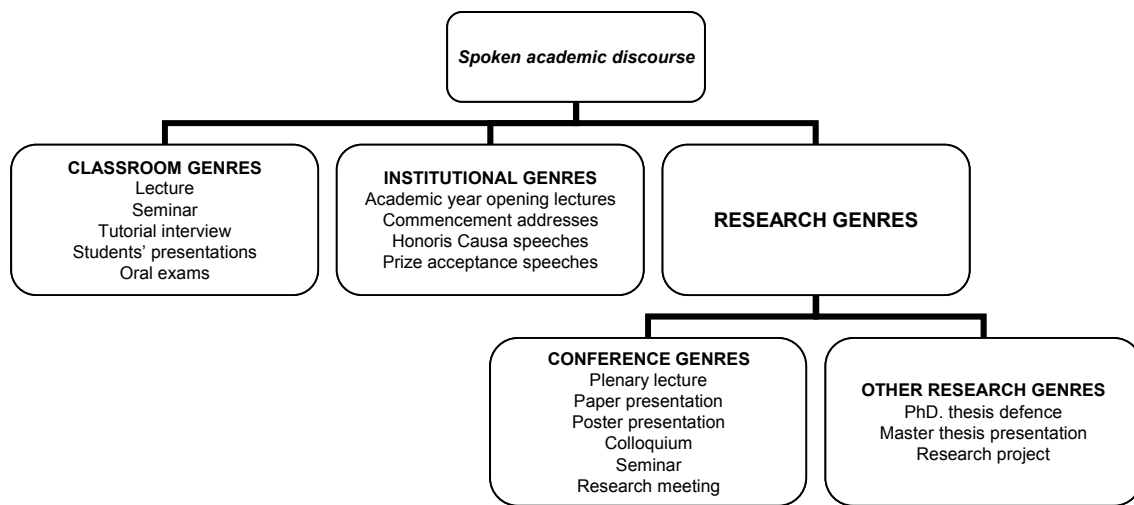 Spoken academic discourse
CLASSROOM GENRES
Lecture
Seminar
Tutorial interview
Students’ presentations
Oral exams
INSTITUTIONAL GENRES
Academic year opening lectures
Commencement addresses
Honoris Causa speeches
Prize acceptance speeches
RESEARCH GENRES
CONFERENCE GENRES
Plenary lecture
Paper presentation
Poster presentation
Colloquium
Seminar
Research meeting
OTHER RESEARCH GENRES
PhD. thesis defence
Master thesis presentation
Research project